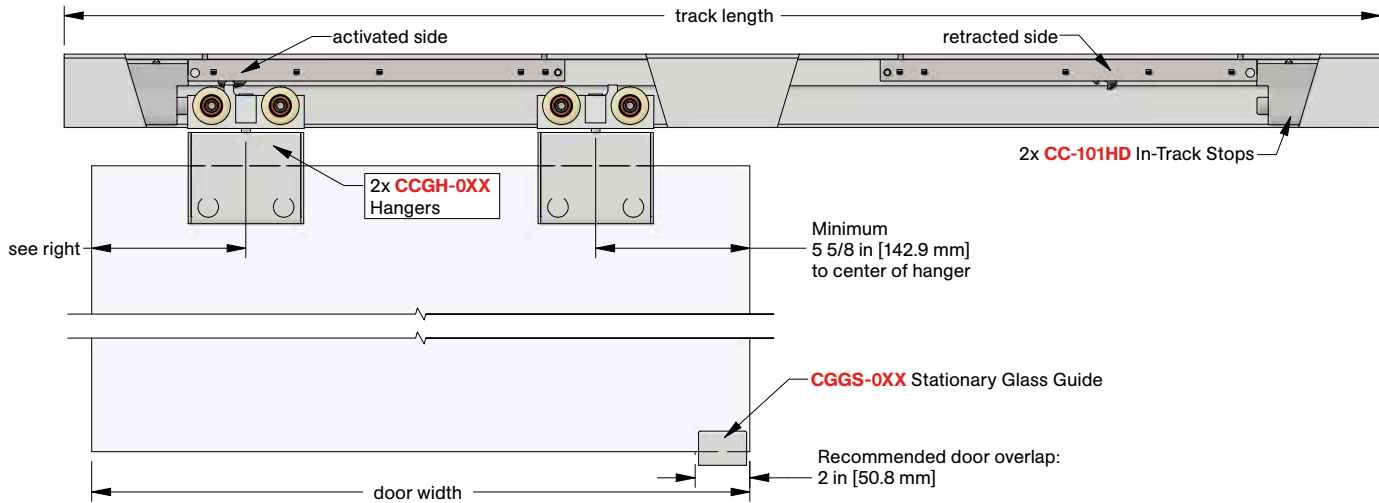 track length
activated side
retracted side
2x CC-101HD In-Track Stops
2x CCGH-0XX
Hangers
see right
Minimum
5 5/8 in [142.9 mm]
to center of hanger
CGGS-0XX Stationary Glass Guide
Recommended door overlap:
2 in [50.8 mm]
door width